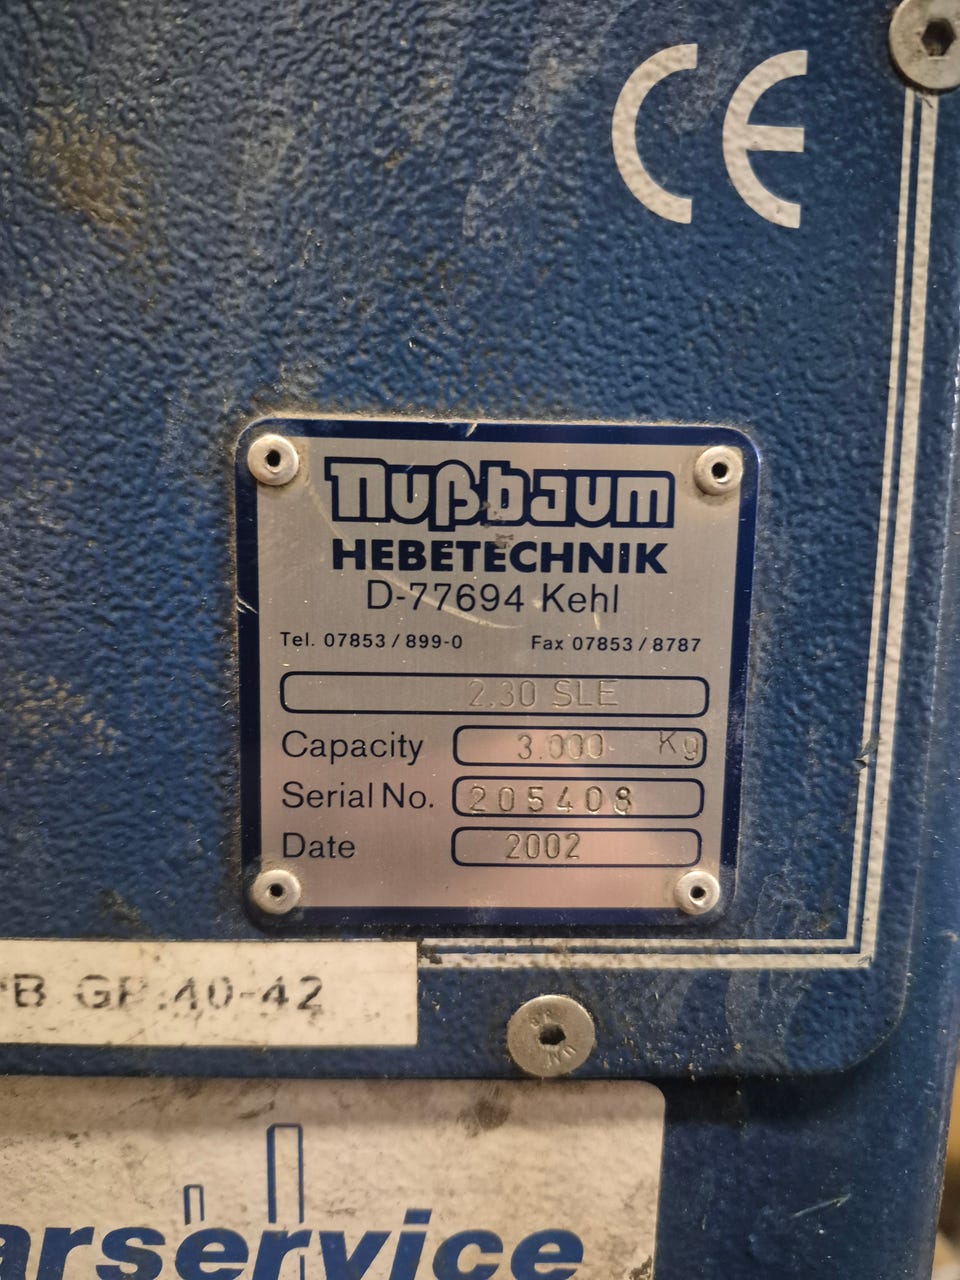 CE
Nußbaum
HEBETECHNIK
D-77694 Kehl
Tel. 07853/899-0 Fax 07853/8787
2.30 SLE
Capacity 3.000 Kg
Serial No. 205408
Date 2002
B GP.40-42
arservice